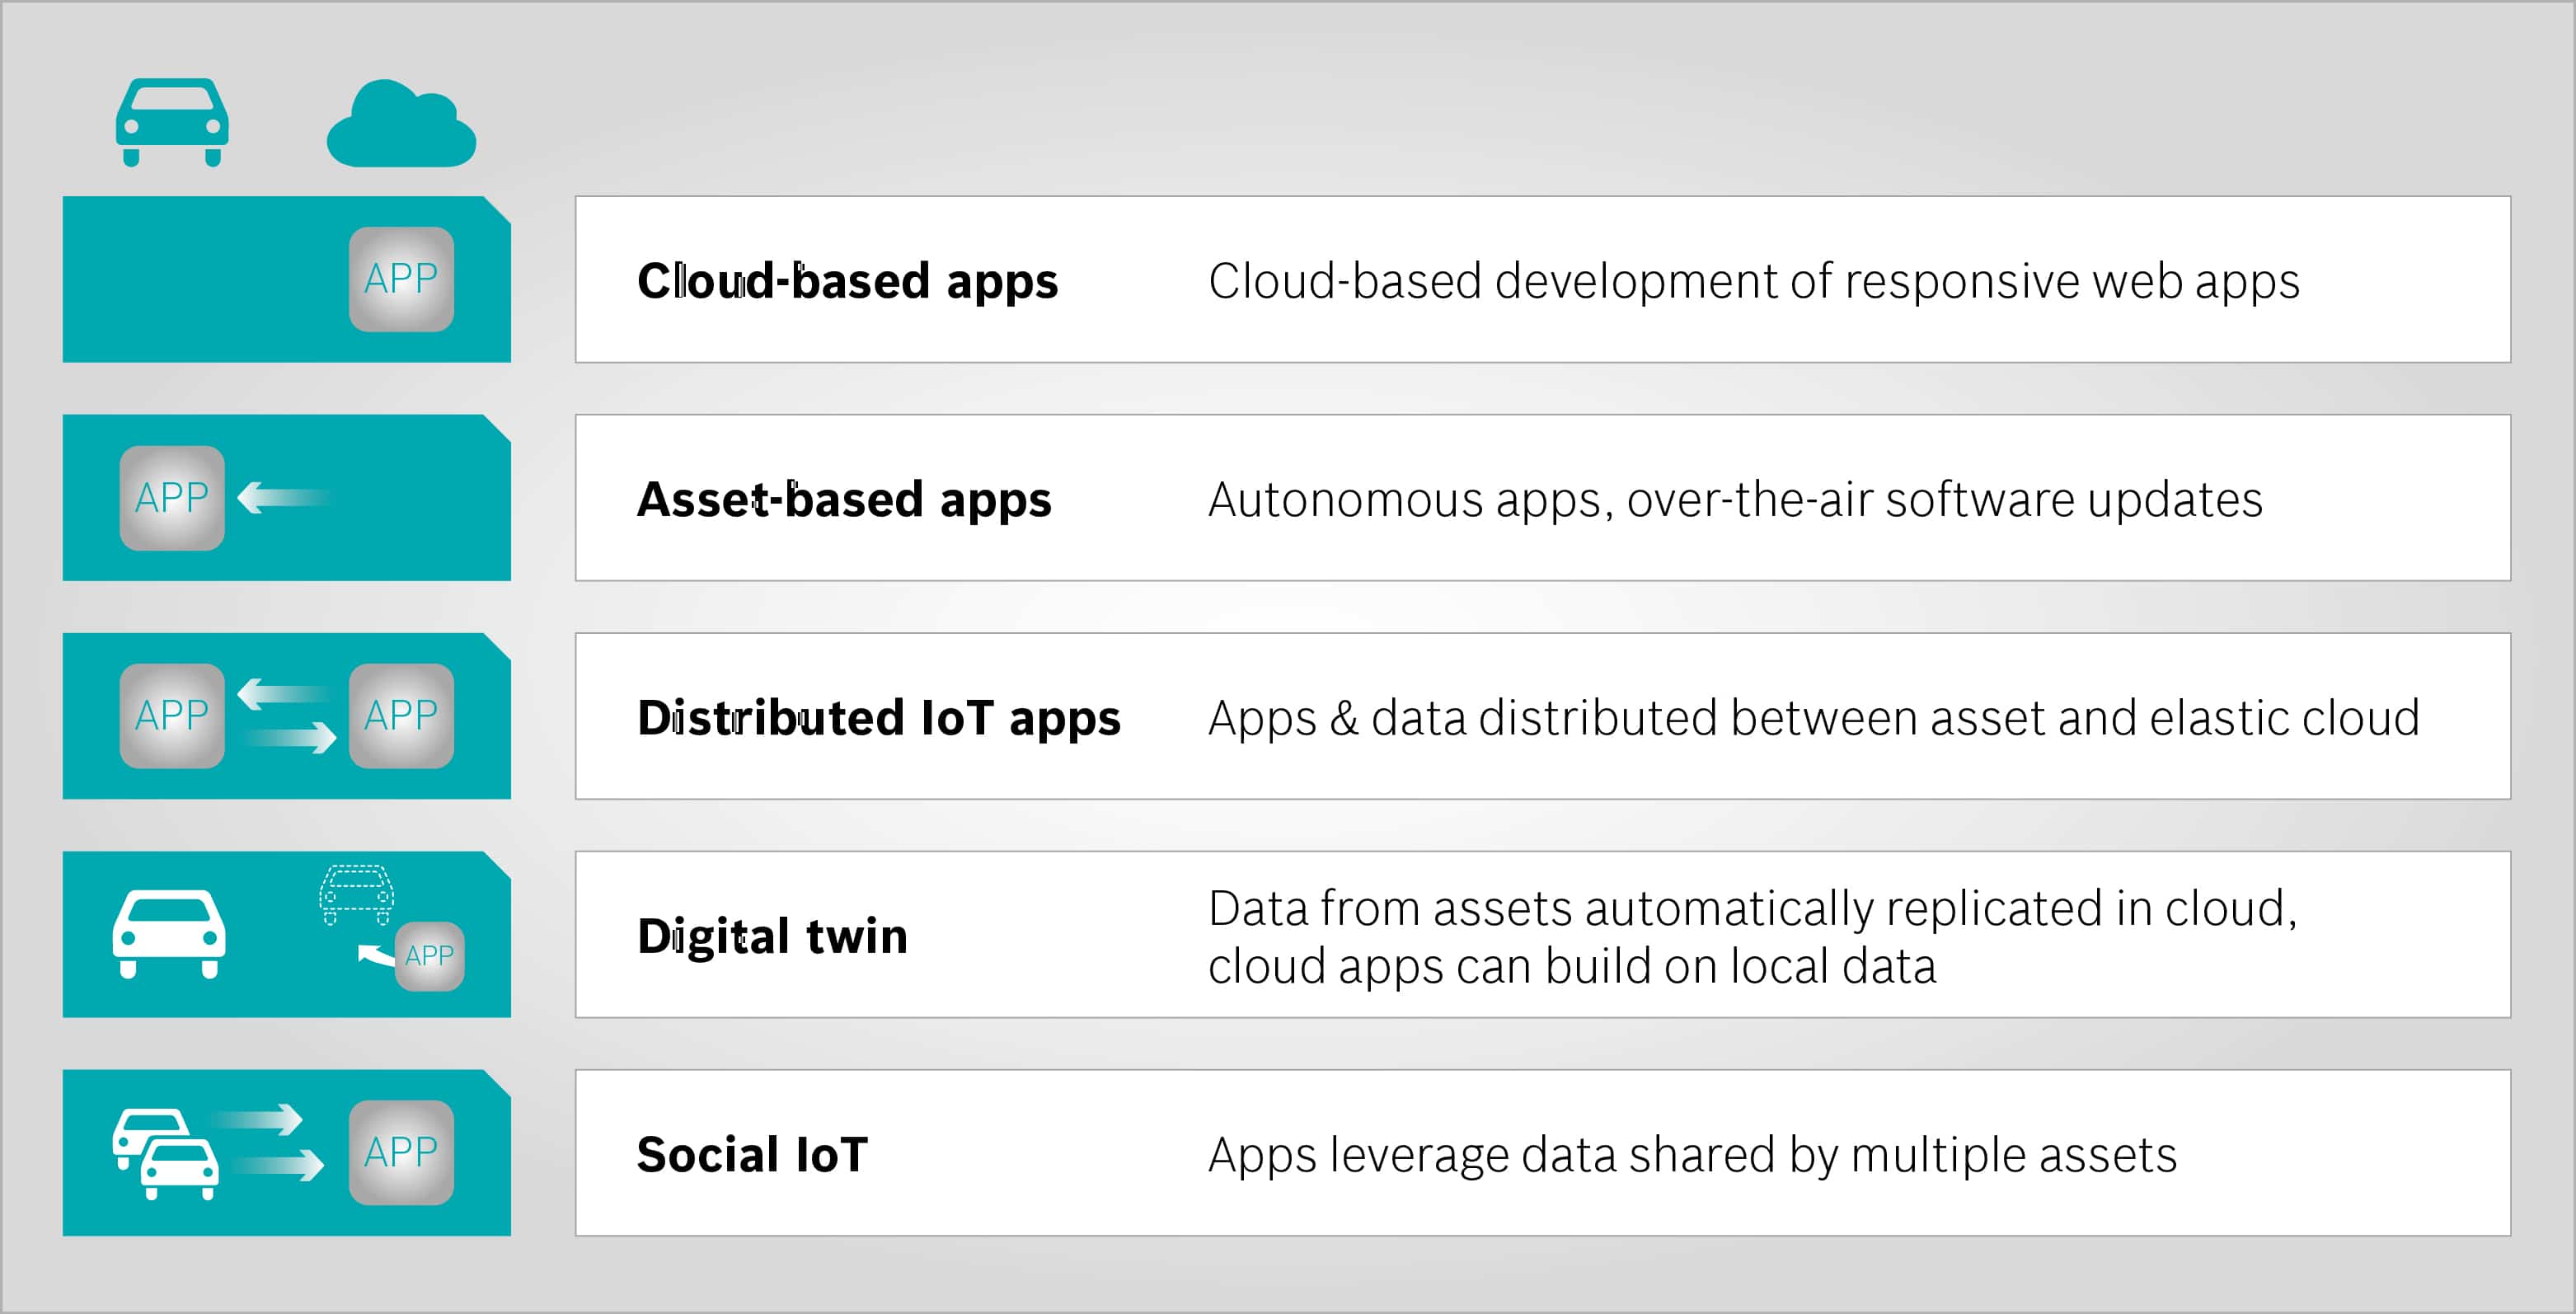 APP
Cloud-based apps
Cloud-based development of responsive web apps
APP
Asset-based apps
Autonomous apps, over-the-air software updates
APP
APP
Distributed IoT apps
Apps & data distributed between asset and elastic cloud
APP
Digital twin
Data from assets automatically replicated in cloud,
cloud apps can build on local data
APP
Social IoT
Apps leverage data shared by multiple assets